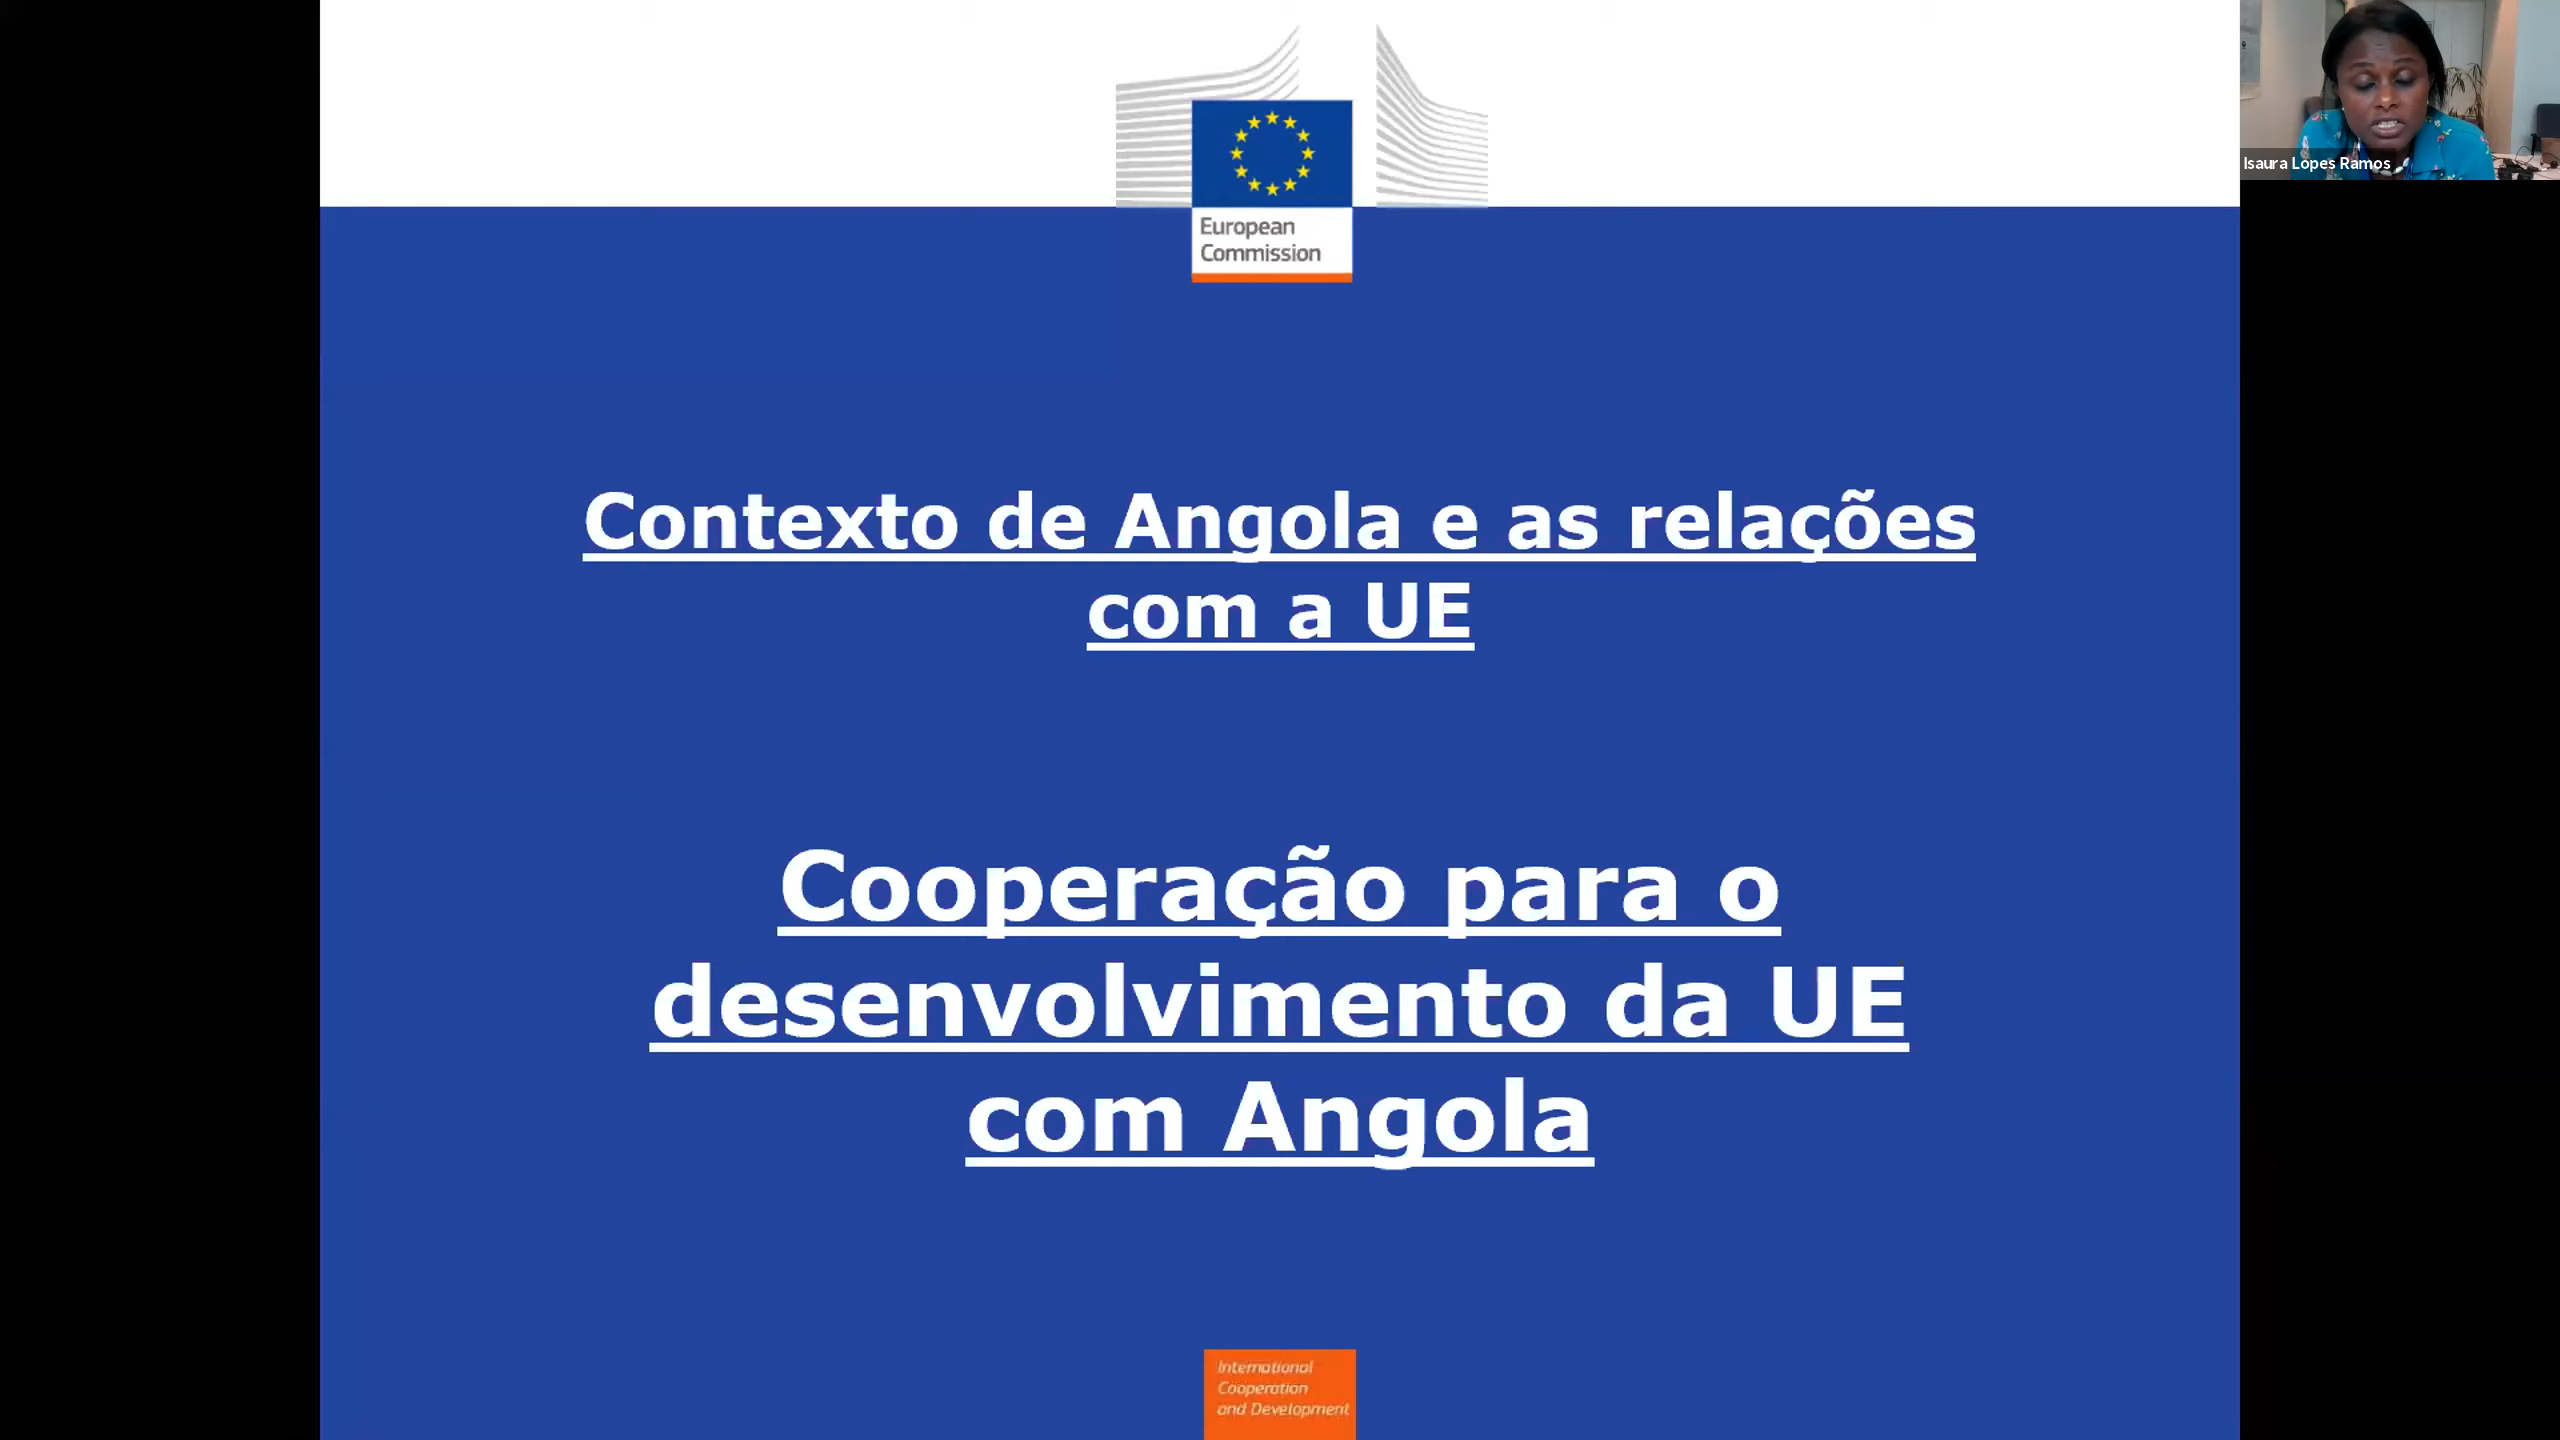 European
Commission
Isaura Lopes Ramos
Contexto de Angola e as relações
com a UE
Cooperação para o
desenvolvimento da UE
com Angola
International
Cooperation
and Development